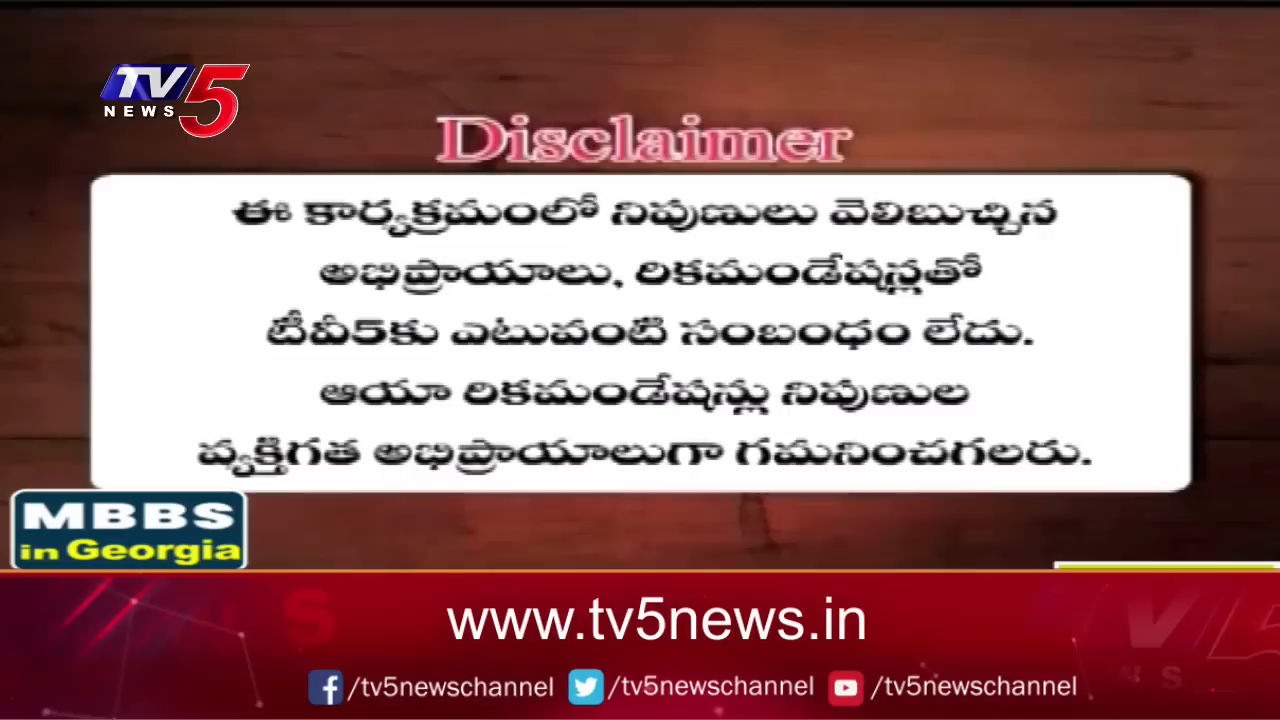 TV5
NEWS
Disclaimer
ఈ కార్యక్రమంలో నిపుణులు వెలిబుచ్చిన
అభిప్రాయాలు, రికమండేషన్లతో
టీవీ5కు ఎటువంటి సంబంధం లేదు.
ఆయా రికమండేషన్లు నిపుణుల
వ్యక్తిగత అభిప్రాయాలుగా గమనించగలరు.
MBBS
in Georgia
www.tv5news.in
/tv5newschannel /tv5newschannel /tv5newschannel